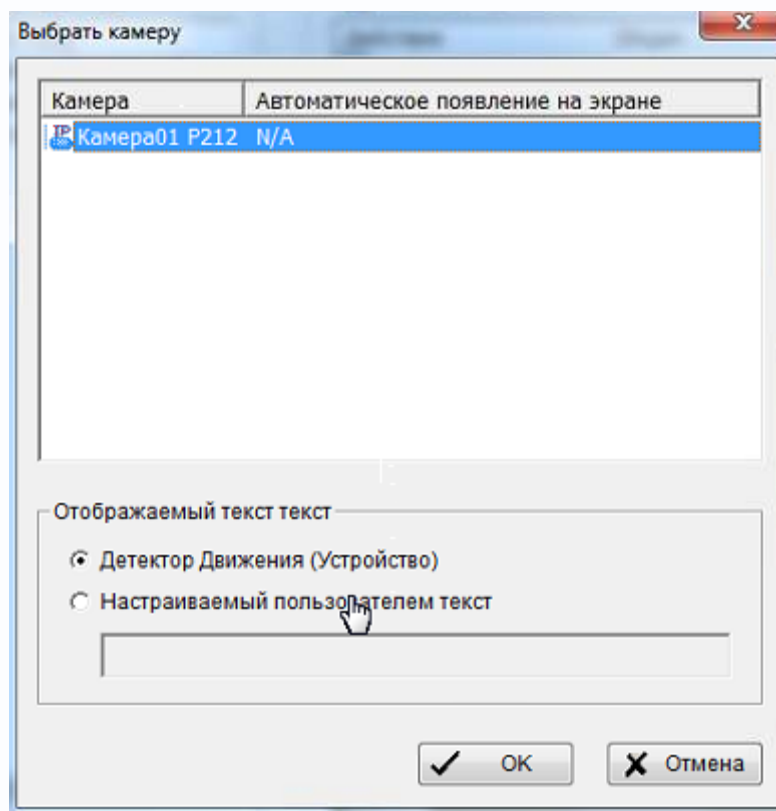 Выбрать камеру
Камера Автоматическое появление на экране
IP Камера01 P212 N/A
Отображаемый текст текст
Детектор Движения (Устройство)
Настраиваемый пользователем текст
OK Отмена